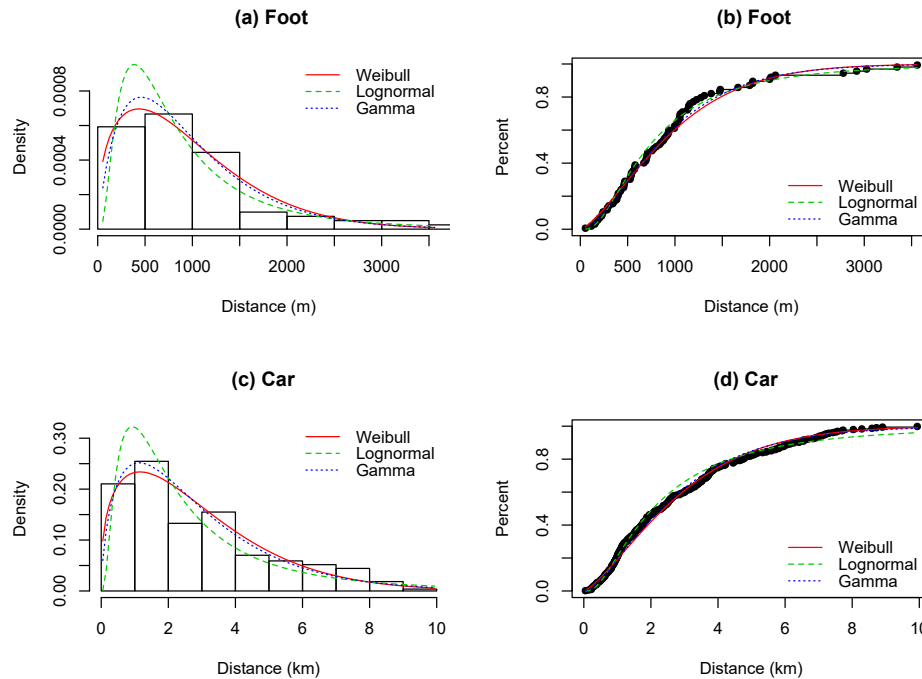 (a) Foot
Density
0.0000 0.0004 0.0008
Weibull
Lognormal
Gamma
0 500 1000 2000 3000
Distance (m)
(b) Foot
Percent
0.0 0.4 0.8
Weibull
Lognormal
Gamma
0 500 1000 2000 3000
Distance (m)
(c) Car
Density
0.00 0.10 0.20 0.30
Weibull
Lognormal
Gamma
0 2 4 6 8 10
Distance (km)
(d) Car
Percent
0.0 0.4 0.8
Weibull
Lognormal
Gamma
0 2 4 6 8 10
Distance (km)